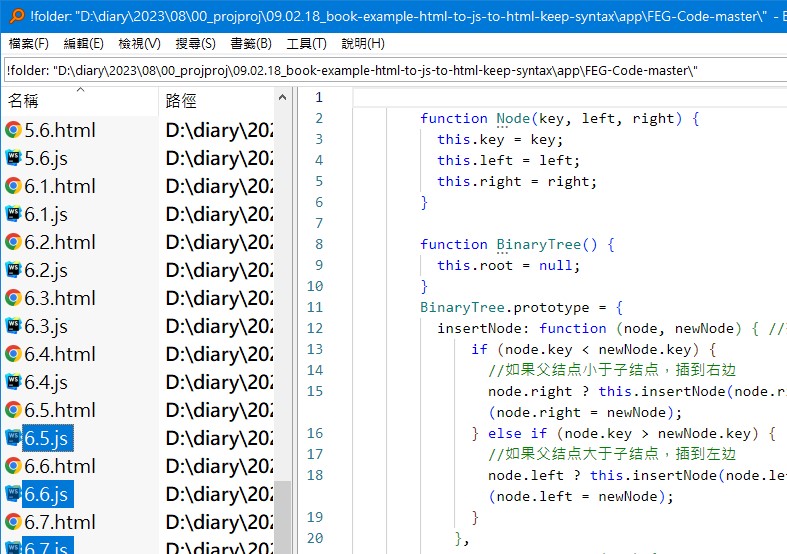 !folder: "D:\diary\2023\08\00_projproj\09.02.18_book-example-html-to-js-to-html-keep-syntax\app\FEG-Code-master\" - E
檔案(F) 編輯(E) 檢視(V) 搜尋(S) 書籤(B) 工具(T) 說明(H)
!folder: "D:\diary\2023\08\00_projproj\09.02.18_book-example-html-to-js-to-html-keep-syntax\app\FEG-Code-master\"
名稱 路徑
5.6.html D:\diary\202
5.6.js D:\diary\202
6.1.html D:\diary\202
6.1.js D:\diary\202
6.2.html D:\diary\202
6.2.js D:\diary\202
6.3.html D:\diary\202
6.3.js D:\diary\202
6.4.html D:\diary\202
6.4.js D:\diary\202
6.5.html D:\diary\202
6.5.js D:\diary\202
6.6.html D:\diary\202
6.6.js D:\diary\202
6.7.html D:\diary\202
6.7.js D:\diary\202
1
2 function Node(key, left, right) {
3 this.key = key;
4 this.left = left;
5 this.right = right;
6 }
7
8 function BinaryTree() {
9 this.root = null;
10 }
11 BinaryTree.prototype = {
12 insertNode: function (node, newNode) { //
13 if (node.key < newNode.key) {
14 //如果父结点小于子结点，插到右边
15 node.right ? this.insertNode(node.ri
(node.right = newNode);
16 } else if (node.key > newNode.key) {
17 //如果父结点大于子结点，插到左边
18 node.left ? this.insertNode(node.le
(node.left = newNode);
19 }
20 },